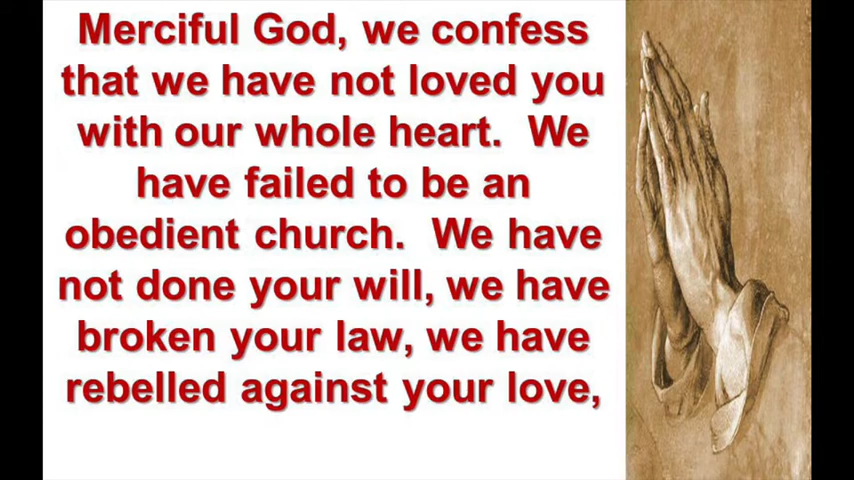 Merciful God, we confess
that we have not loved you
with our whole heart.  We
have failed to be an
obedient church.  We have
not done your will, we have
broken your law, we have
rebelled against your love,